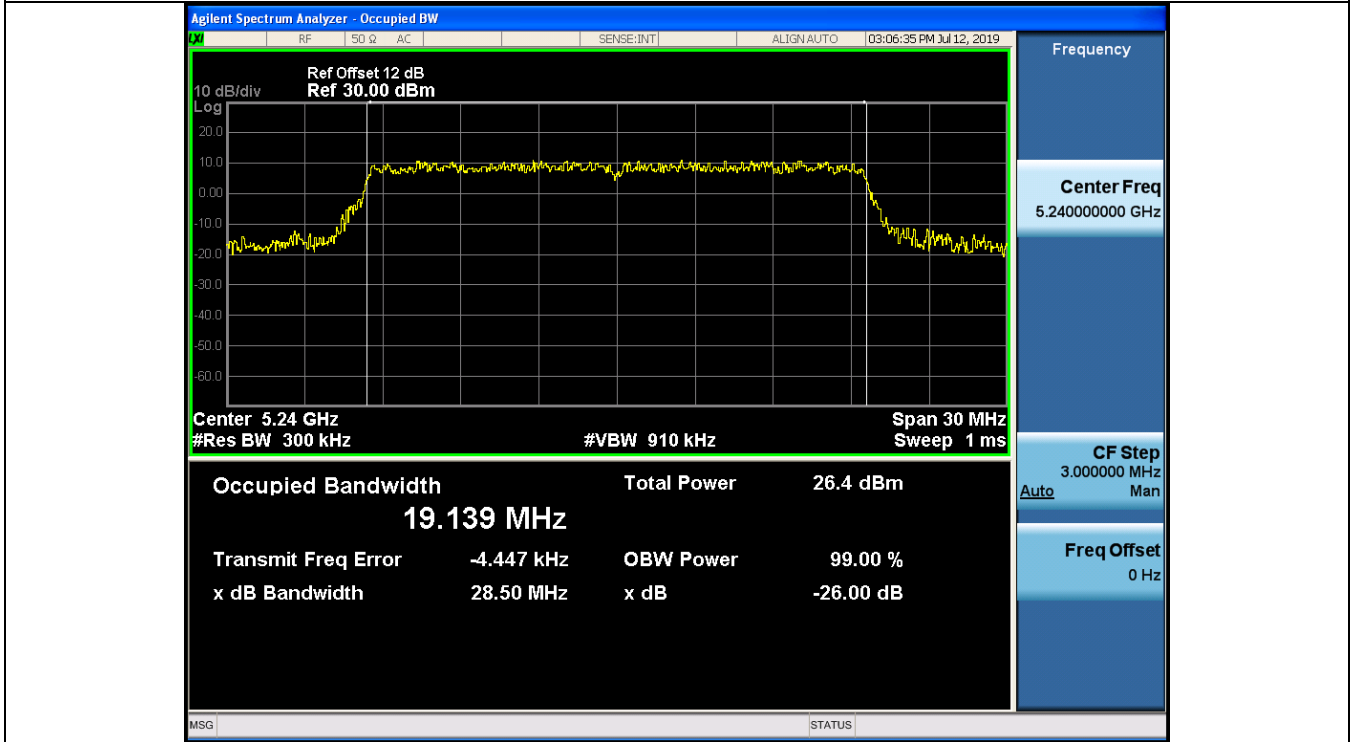 Agilent Spectrum Analyzer - Occupied BW
LXI RF 50 Ω AC SENSE:INT ALIGN AUTO 03:06:35 PM Jul 12, 2019
Frequency
Ref Offset 12 dB
10 dB/div Ref 30.00 dBm
Log
20.0
10.0
0.00
-10.0
-20.0
-30.0
-40.0
-50.0
-60.0
Center 5.24 GHz Span 30 MHz
#Res BW 300 kHz #VBW 910 kHz Sweep 1 ms
Occupied Bandwidth Total Power 26.4 dBm
19.139 MHz
Transmit Freq Error -4.447 kHz OBW Power 99.00 %
x dB Bandwidth 28.50 MHz x dB -26.00 dB
Center Freq
5.240000000 GHz
CF Step
3.000000 MHz
Auto Man
Freq Offset
0 Hz
MSG STATUS